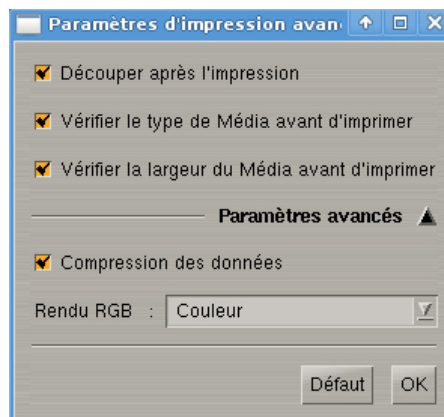 Paramètres d'impression avan
Découper après l'impression
Vérifier le type de Média avant d'imprimer
Vérifier la largeur du Média avant d'imprimer
Paramètres avancés
Compression des données
Rendu RGB : Couleur
Défaut OK